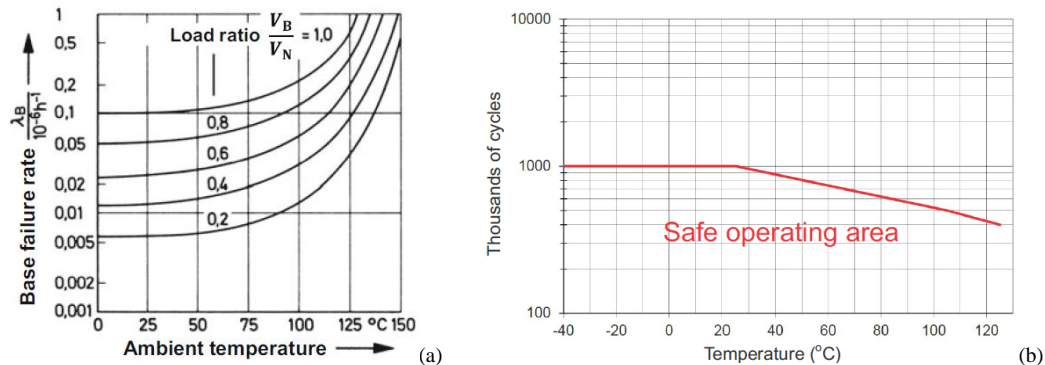 1
0,5
0,2
0,1
0,05
0,02
0,01
0,005
0,002
0,001
Base failure rate λB/10-6h-1
Load ratio VB/VN = 1,0
0,8
0,6
0,4
0,2
0 25 50 75 100 125 °C 150
Ambient temperature
(a)
10000
1000
100
Thousands of cycles
Safe operating area
-40 -20 0 20 40 60 80 100 120
Temperature (°C)
(b)